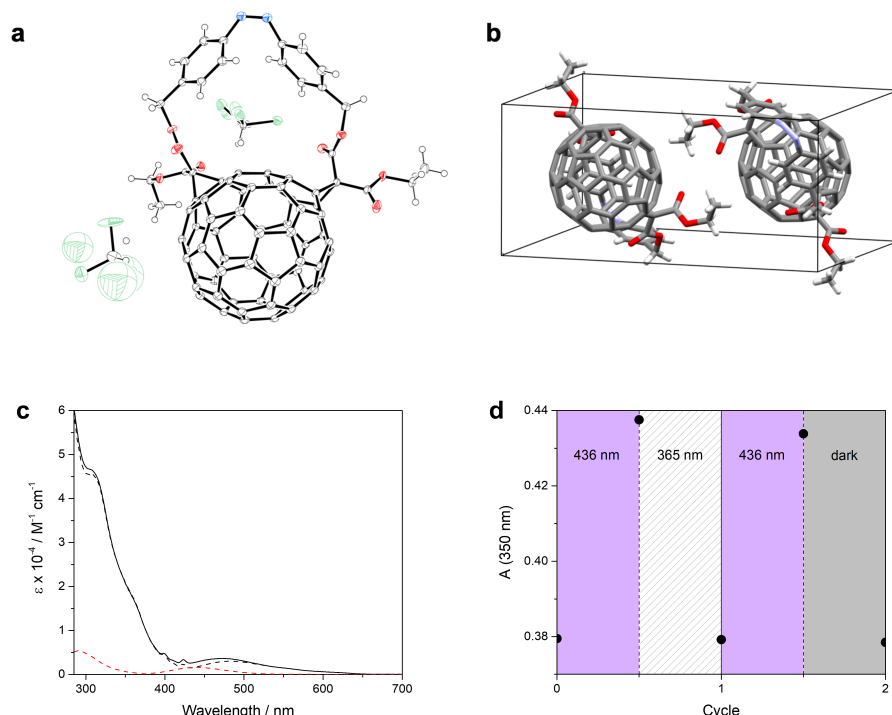 a
b
c
6
5
4
3
2
1
0
ε x 10⁻⁴ / M⁻¹ cm⁻¹
300
400
500
600
700
Wavelength / nm
d
0.44
0.42
0.40
0.38
A (350 nm)
436 nm
365 nm
436 nm
dark
0
1
2
Cycle